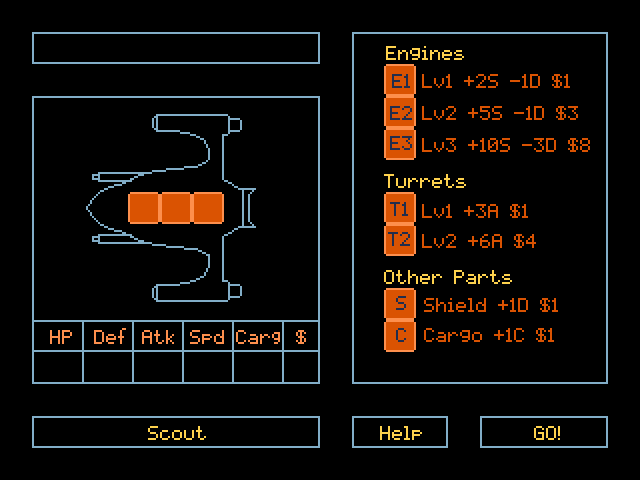 Engines
E1 Lv1 +2S -1D $1
E2 Lv2 +5S -1D $3
E3 Lv3 +10S -3D $8
Turrets
T1 Lv1 +3A $1
T2 Lv2 +6A $4
Other Parts
S Shield +1D $1
C Cargo +1C $1
HP Def Atk Spd Carg $
Scout
Help
GO!